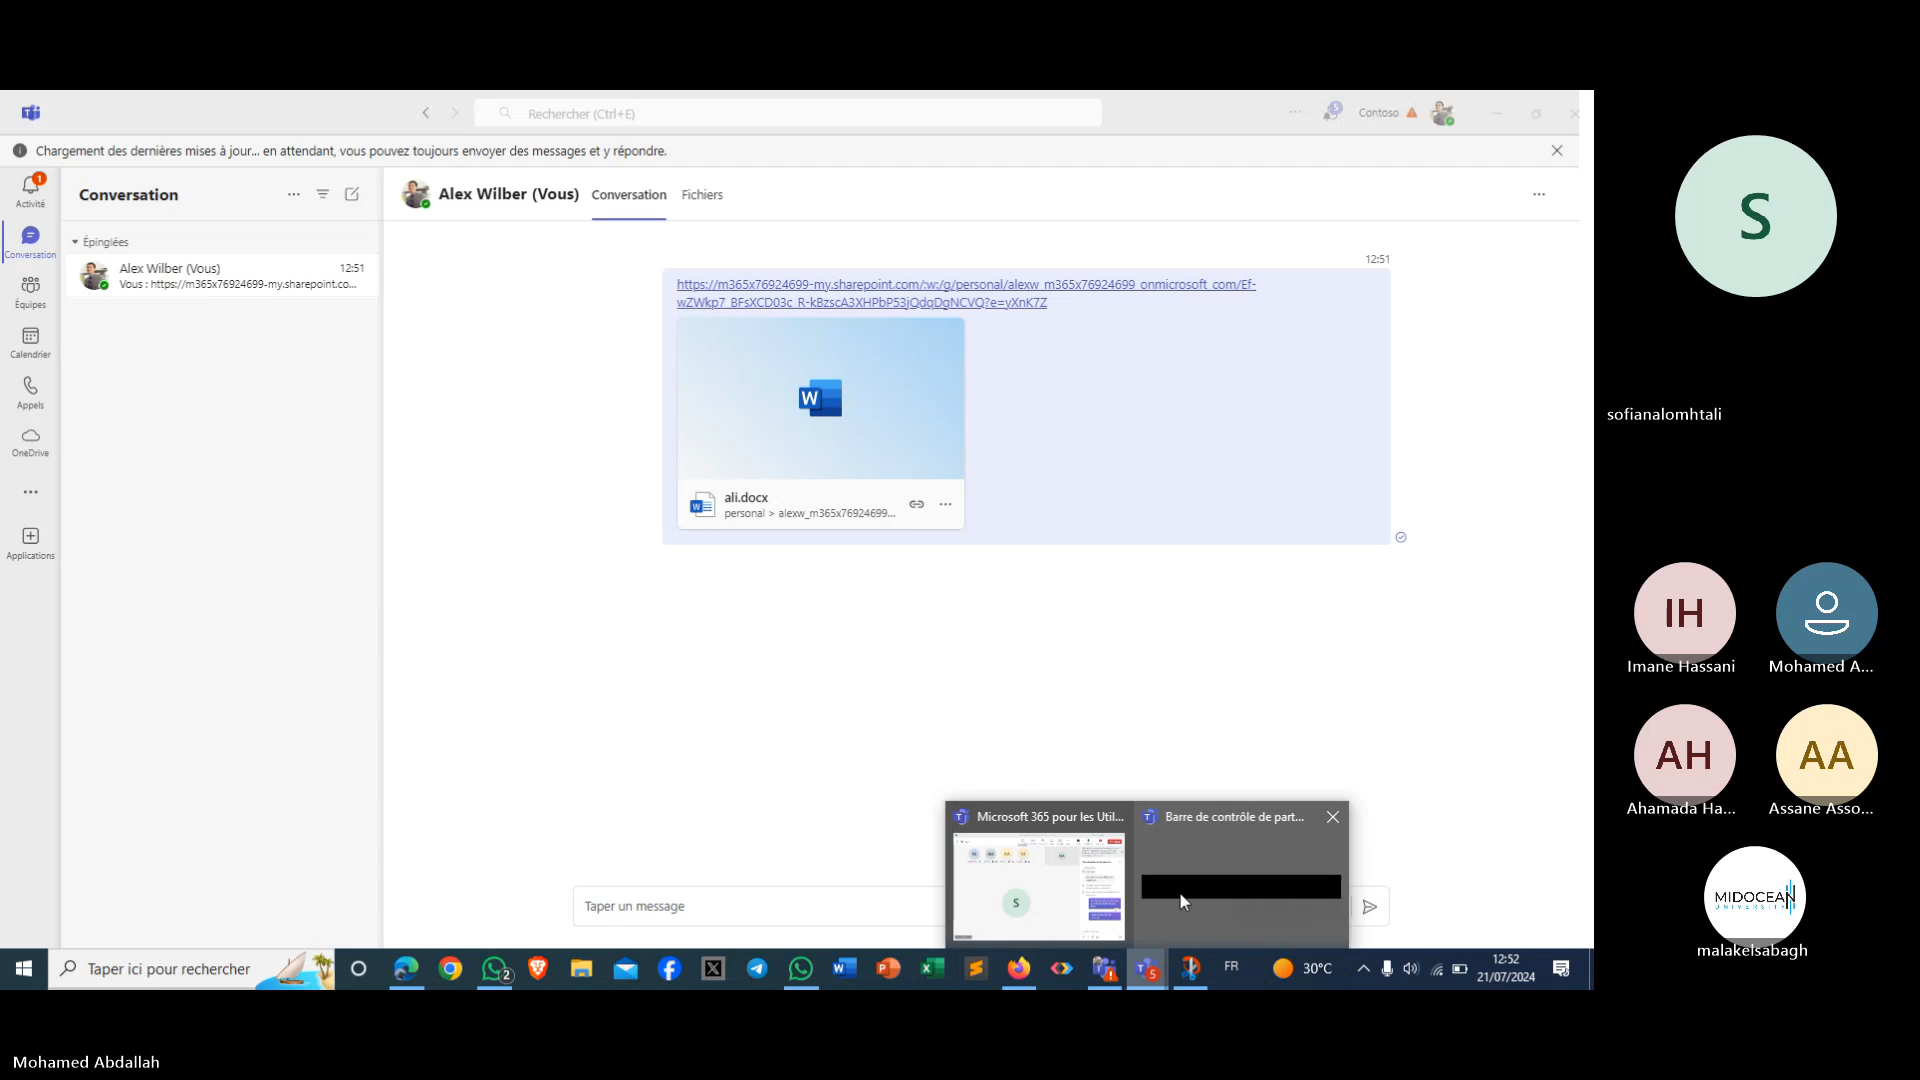 Rechercher (Ctrl+E)
5
Contoso
Chargement des dernières mises à jour... en attendant, vous pouvez toujours envoyer des messages et y répondre.
1
Activité
Conversation
Équipes
Calendrier
Appels
OneDrive
Applications
Conversation
Épinglées
Alex Wilber (Vous)
12:51
Vous : https://m365x76924699-my.sharepoint.co...
Alex Wilber (Vous)
Conversation
Fichiers
12:51
https://m365x76924699-my.sharepoint.com/:w:/g/personal/alexw_m365x76924699_onmicrosoft_com/Ef-
wZWkp7_BFsXCD03c_R-kBzscA3XHPbP53jQdqDgNCVQ?e=yXnK7Z
W
ali.docx
personal > alexw_m365x76924699...
Taper un message
Microsoft 365 pour les Util...
Barre de contrôle de part...
S
Taper ici pour rechercher
2
5
FR
30°C
12:52
21/07/2024
S
sofianalomhtali
IH
Imane Hassani
Mohamed A...
AH
Ahamada Ha...
AA
Assane Asso...
MIDOCEAN
UNIVERSITY
malakelsabagh
Mohamed Abdallah